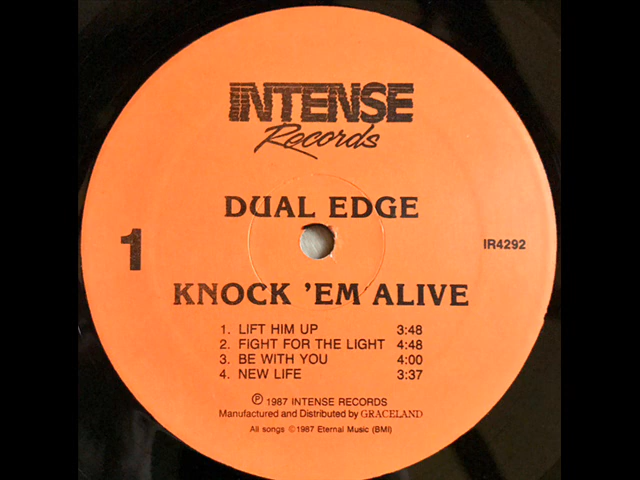 INTENSE
Records
DUAL EDGE
1
IR4292
KNOCK 'EM ALIVE
1. LIFT HIM UP 3:48
2. FIGHT FOR THE LIGHT 4:48
3. BE WITH YOU 4:00
4. NEW LIFE 3:37
Ⓟ 1987 INTENSE RECORDS
Manufactured and Distributed by GRACELAND
All songs ©1987 Eternal Music (BMI)